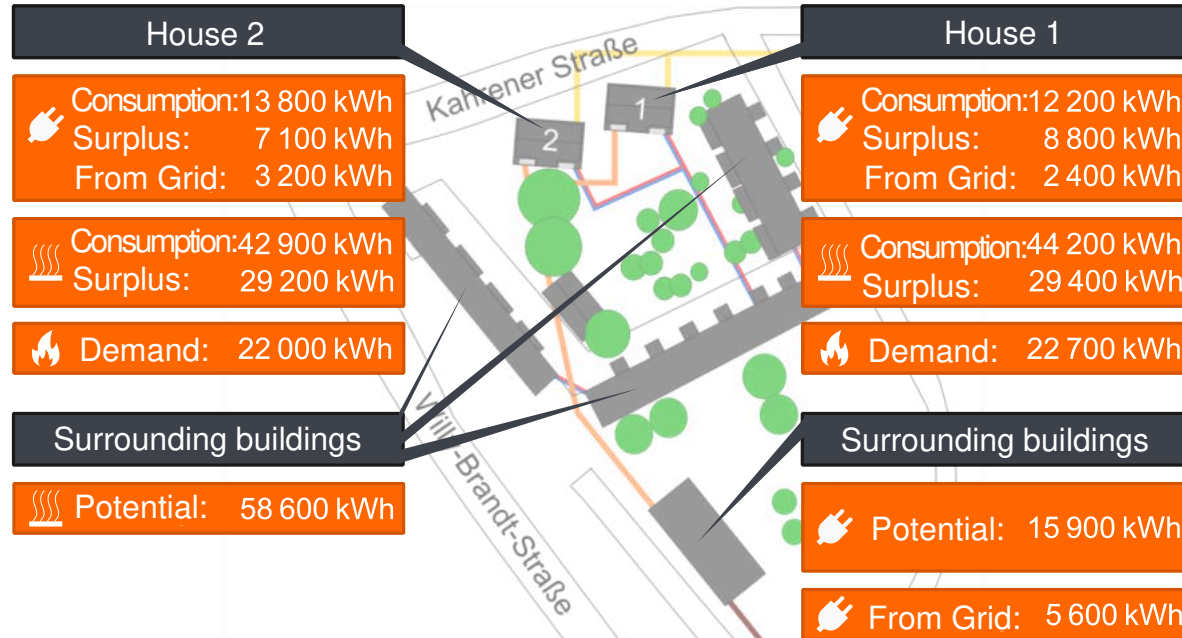 House 2
Consumption:13 800 kWh
Surplus: 7 100 kWh
From Grid: 3 200 kWh
Consumption:42 900 kWh
Surplus: 29 200 kWh
Demand: 22 000 kWh
Surrounding buildings
Potential: 58 600 kWh
Kahrener Straße
1
2
Willy-Brandt-Straße
House 1
Consumption:12 200 kWh
Surplus: 8 800 kWh
From Grid: 2 400 kWh
Consumption:44 200 kWh
Surplus: 29 400 kWh
Demand: 22 700 kWh
Surrounding buildings
Potential: 15 900 kWh
From Grid: 5 600 kWh